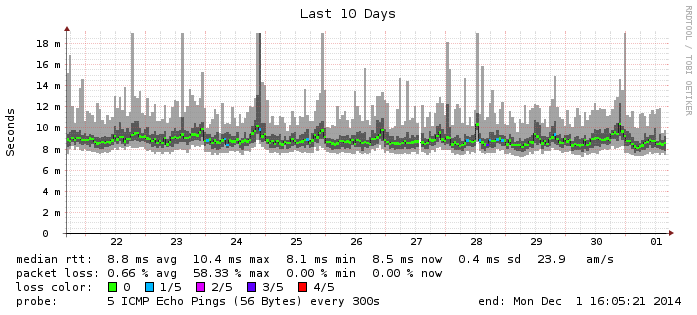 Last 10 Days
RRDTOOL / TOBI OETIKER
Seconds
18 m
16 m
14 m
12 m
10 m
8 m
6 m
4 m
2 m
0
22 23 24 25 26 27 28 29 30 01
median rtt: 8.8 ms avg 10.4 ms max 8.1 ms min 8.5 ms now 0.4 ms sd 23.9 am/s
packet loss: 0.66 % avg 58.33 % max 0.00 % min 0.00 % now
loss color: 0 1/5 2/5 3/5 4/5
probe: 5 ICMP Echo Pings (56 Bytes) every 300s end: Mon Dec 1 16:05:21 2014